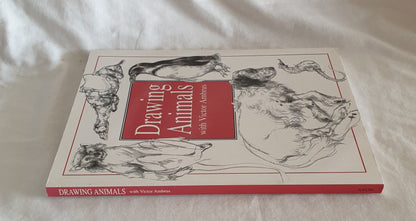 Drawing
Animals
with Victor Ambrus
DRAWING ANIMALS with Victor Ambrus